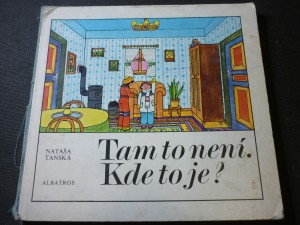 NATAŠA
TANSKÁ
ALBATROS
Tam to není.
Kde to je?